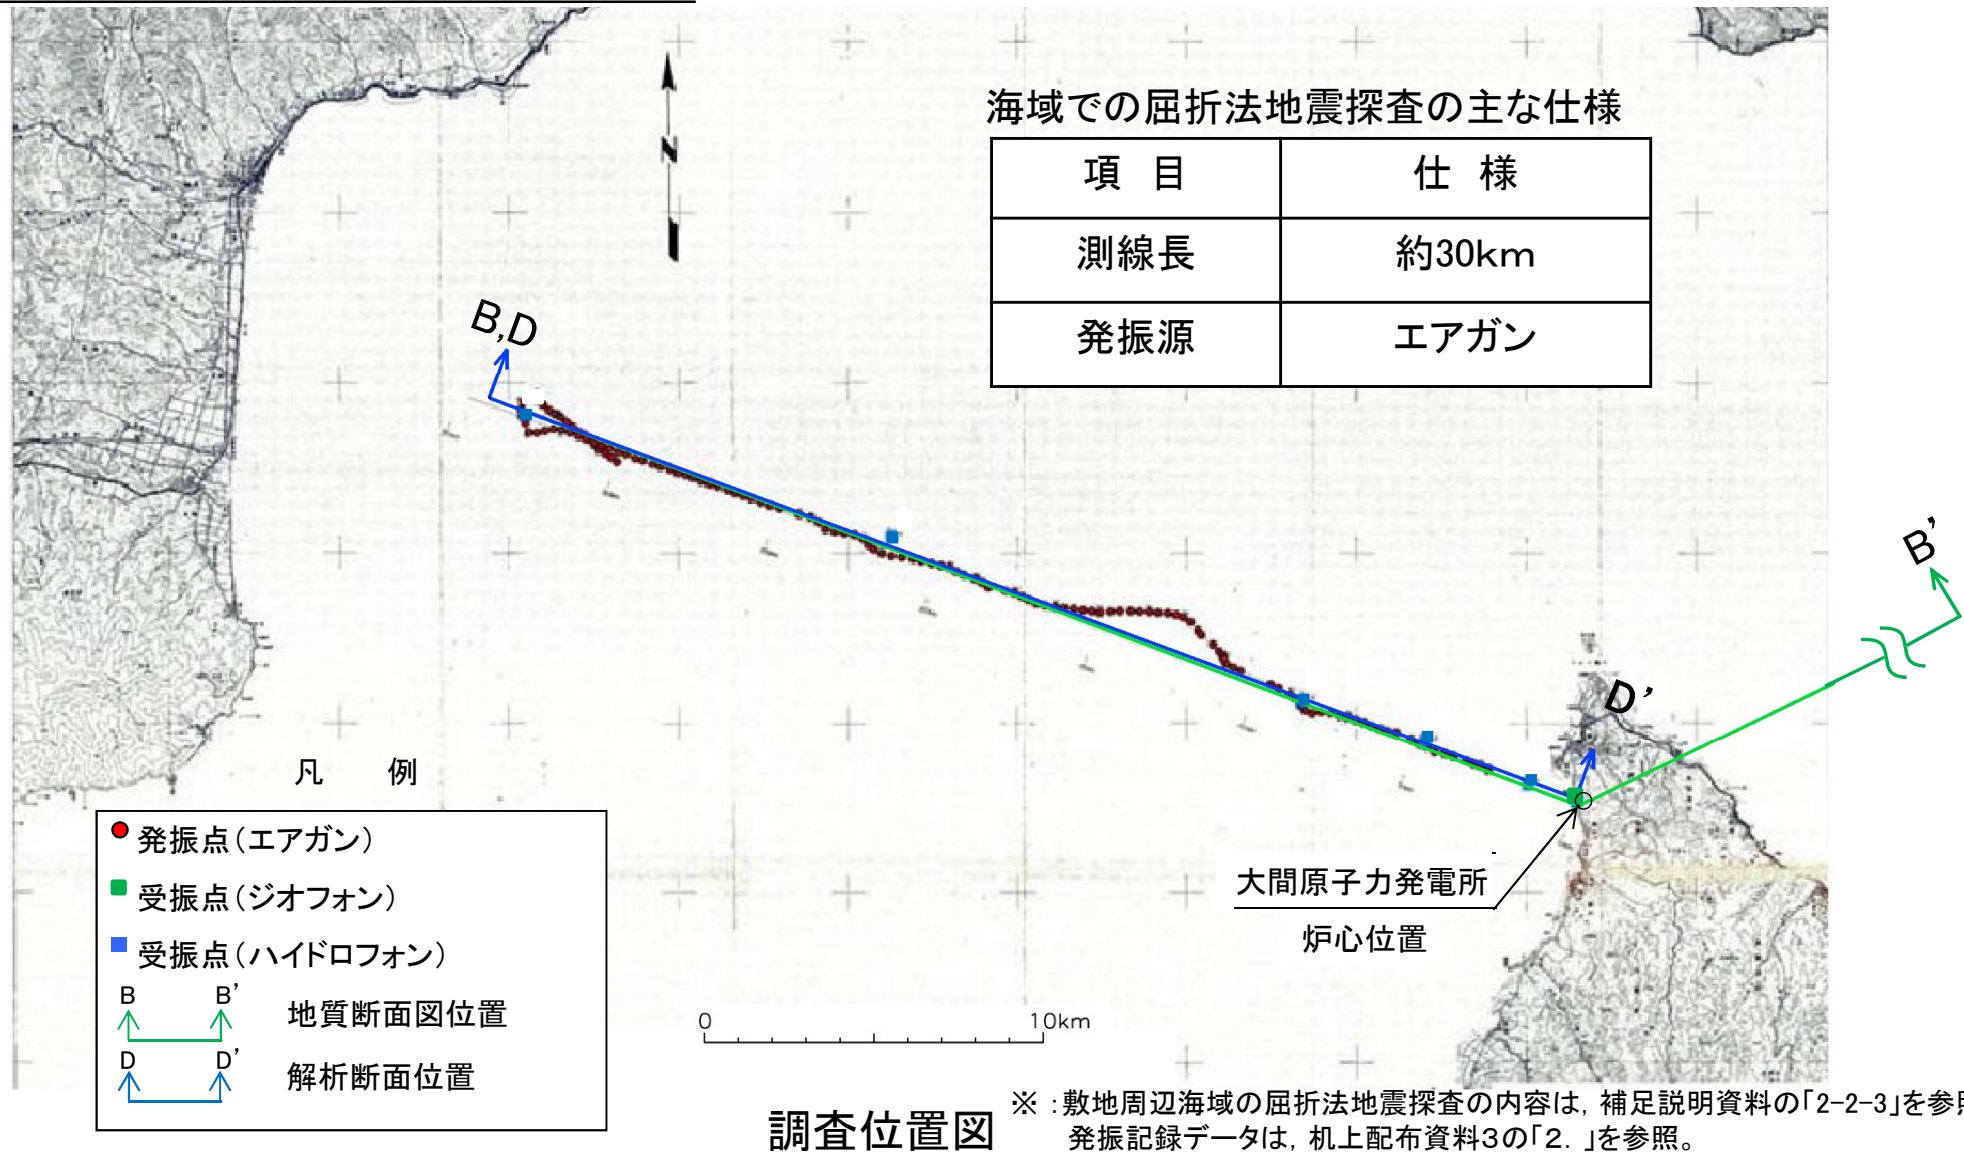 海域での屈折法地震探査の主な仕様
項 目 仕 様
測線長 約30km
発振源 エアガン
N
B,D
B’
D’
大間原子力発電所
炉心位置
凡 例
発振点(エアガン)
受振点(ジオフォン)
受振点(ハイドロフォン)
B B’ 地質断面図位置
D D’ 解析断面位置
0 10km
調査位置図
※ :敷地周辺海域の屈折法地震探査の内容は, 補足説明資料の「2-2-3」を参
発振記録データは, 机上配布資料3の「2. 」を参照。